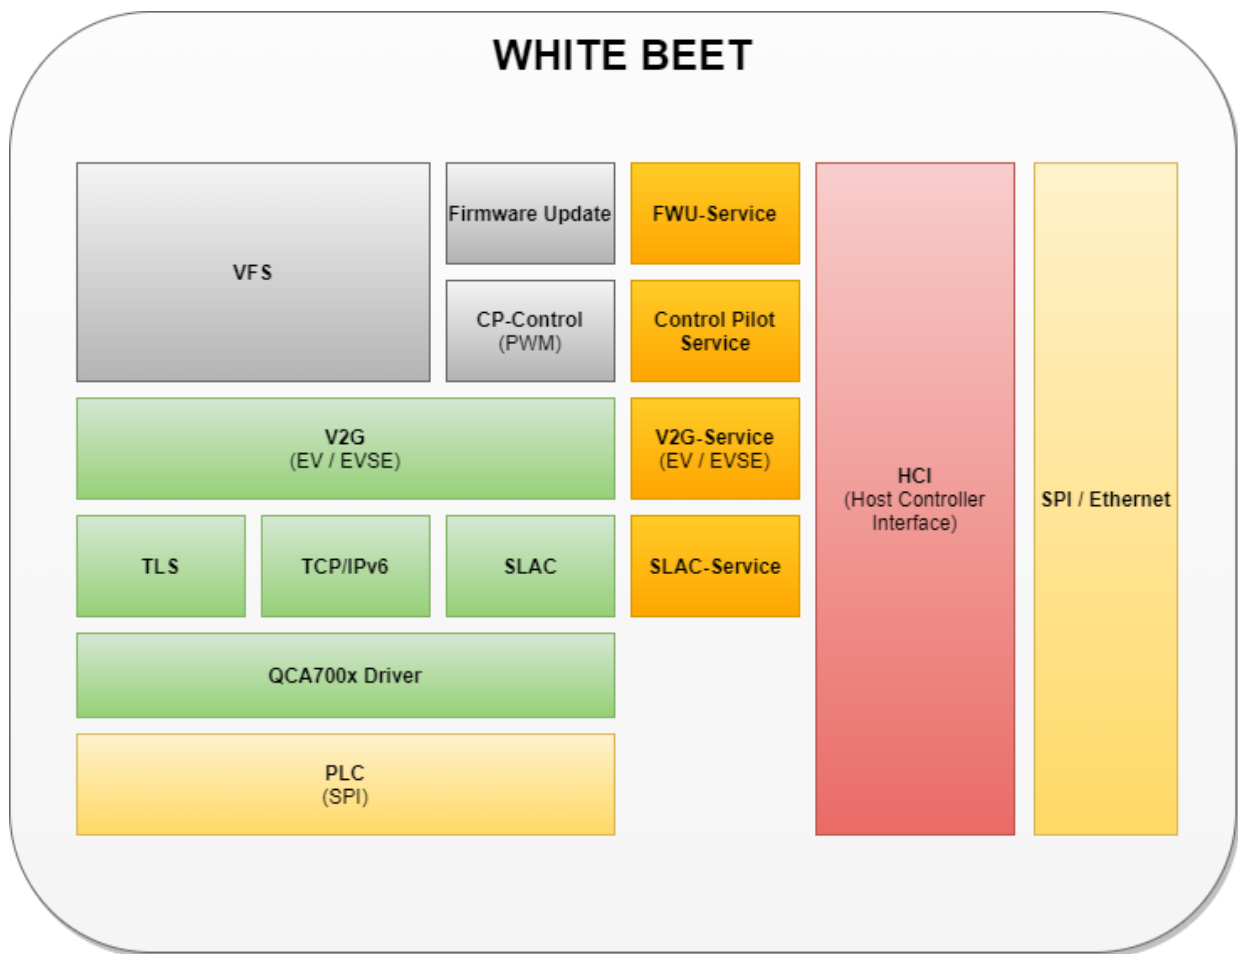 WHITE BEET
VFS
Firmware Update
CP-Control
(PWM)
FWU-Service
Control Pilot
Service
V2G
(EV / EVSE)
V2G-Service
(EV / EVSE)
TLS
TCP/IPv6
SLAC
SLAC-Service
QCA700x Driver
PLC
(SPI)
HCI
(Host Controller
Interface)
SPI / Ethernet